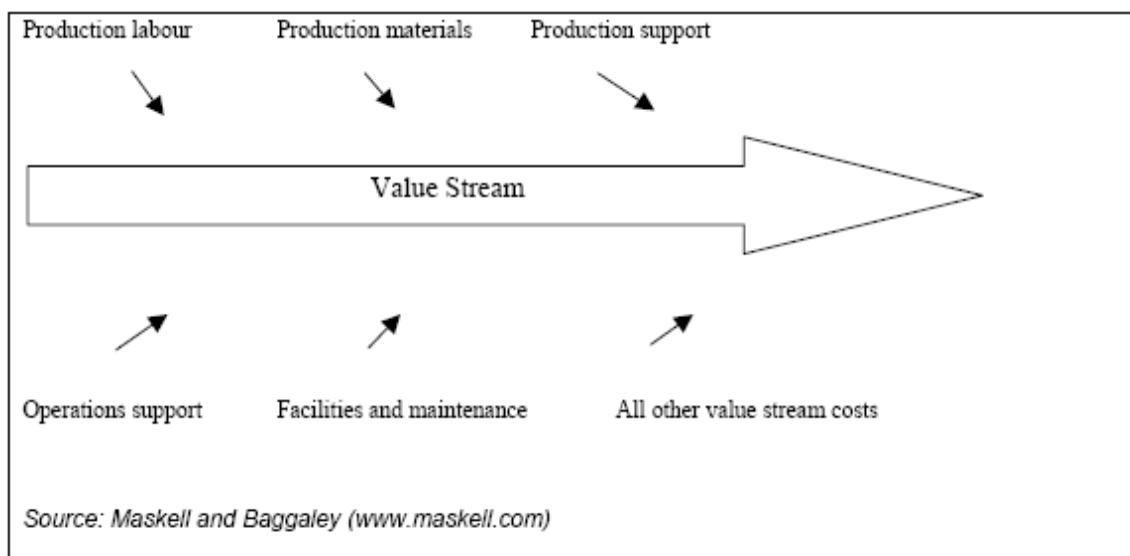 Production labour Production materials Production support
Value Stream
Operations support Facilities and maintenance All other value stream costs
Source: Maskell and Baggaley (www.maskell.com)